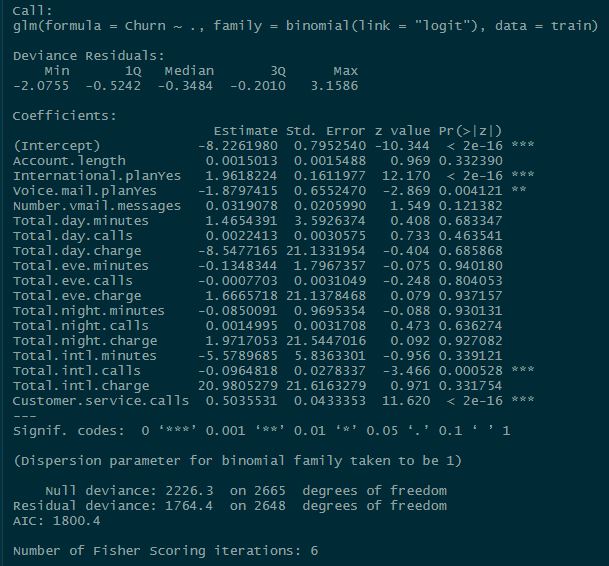 Call:
glm(formula = Churn ~ ., family = binomial(link = "logit"), data = train)
Deviance Residuals:
Min 1Q Median 3Q Max
-2.0755 -0.5242 -0.3484 -0.2010 3.1586
Coefficients:
Estimate Std. Error z value Pr(>|z|)
(Intercept) -8.2261980 0.7952540 -10.344 < 2e-16 ***
Account.length 0.0015013 0.0015488 0.969 0.332390
International.planYes 1.9618224 0.1611977 12.170 < 2e-16 ***
Voice.mail.planYes -1.8797415 0.6552470 -2.869 0.004121 **
Number.vmail.messages 0.0319078 0.0205990 1.549 0.121382
Total.day.minutes 1.4654391 3.5926374 0.408 0.683347
Total.day.calls 0.0022413 0.0030575 0.733 0.463541
Total.day.charge -8.5477165 21.1331954 -0.404 0.685868
Total.eve.minutes -0.1348344 1.7967357 -0.075 0.940180
Total.eve.calls -0.0007703 0.0031049 -0.248 0.804053
Total.eve.charge 1.6665718 21.1378468 0.079 0.937157
Total.night.minutes -0.0850091 0.9695354 -0.088 0.930131
Total.night.calls 0.0014995 0.0031708 0.473 0.636274
Total.night.charge 1.9717053 21.5447016 0.092 0.927082
Total.intl.minutes -5.5789685 5.8363301 -0.956 0.339121
Total.intl.calls -0.0964818 0.0278337 -3.466 0.000528 ***
Total.intl.charge 20.9805279 21.6163279 0.971 0.331754
Customer.service.calls 0.5035531 0.0433353 11.620 < 2e-16 ***
---
Signif. codes: 0 ‘***’ 0.001 ‘**’ 0.01 ‘*’ 0.05 ‘.’ 0.1 ‘ ’ 1
(Dispersion parameter for binomial family taken to be 1)
Null deviance: 2226.3 on 2665 degrees of freedom
Residual deviance: 1764.4 on 2648 degrees of freedom
AIC: 1800.4
Number of Fisher Scoring iterations: 6